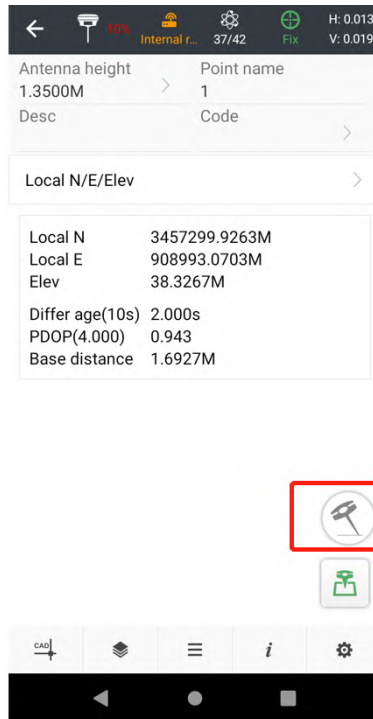 10%
Internal r...
37/42
Fix
H: 0.013
V: 0.019
Antenna height
1.3500M
Point name
1
Desc
Code
Local N/E/Elev
Local N 3457299.9263M
Local E 908993.0703M
Elev 38.3267M
Differ age(10s) 2.000s
PDOP(4.000) 0.943
Base distance 1.6927M
CAD
i